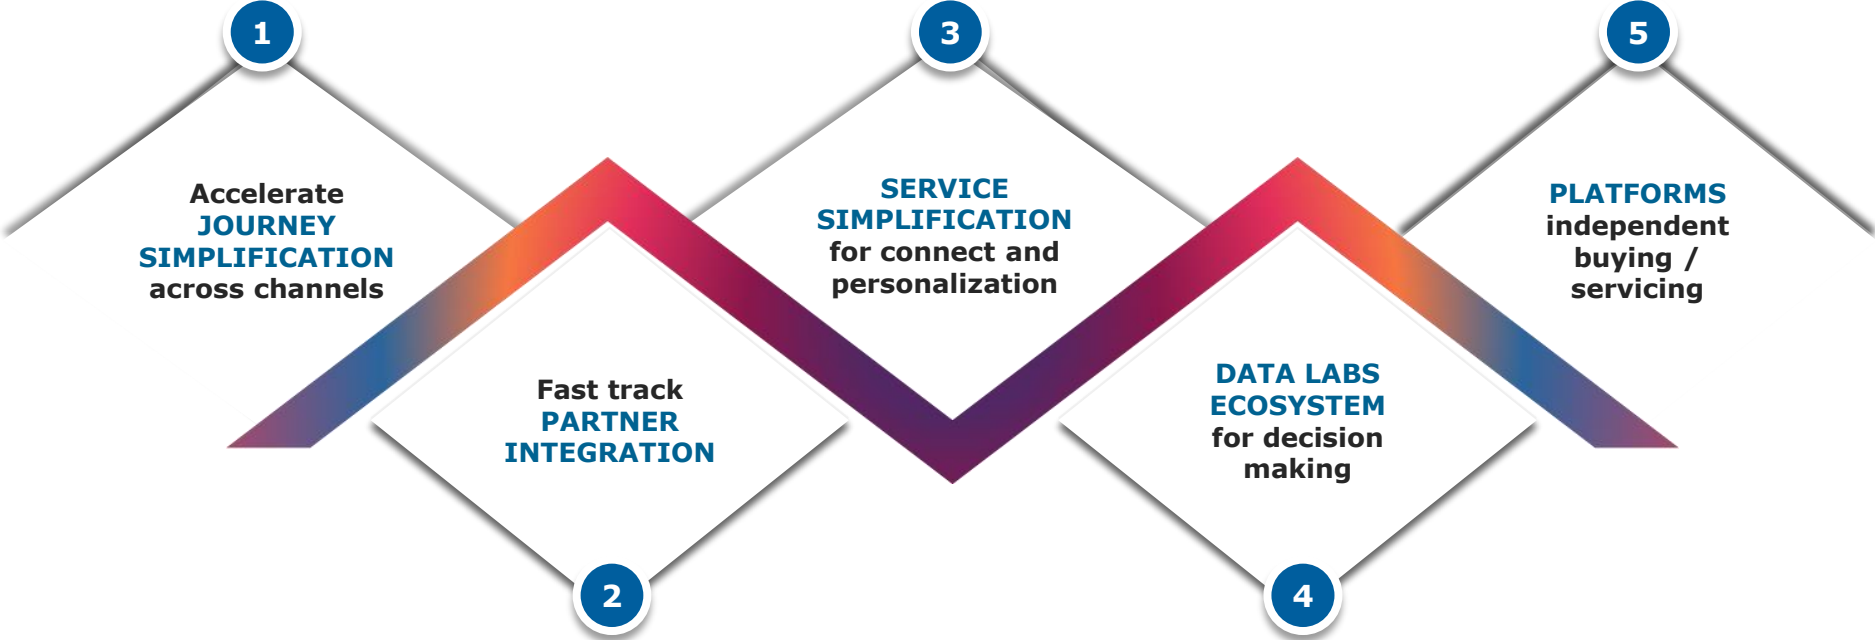 1
Accelerate
JOURNEY
SIMPLIFICATION
across channels
2
Fast track
PARTNER
INTEGRATION
3
SERVICE
SIMPLIFICATION
for connect and
personalization
4
DATA LABS
ECOSYSTEM
for decision
making
5
PLATFORMS
independent
buying /
servicing